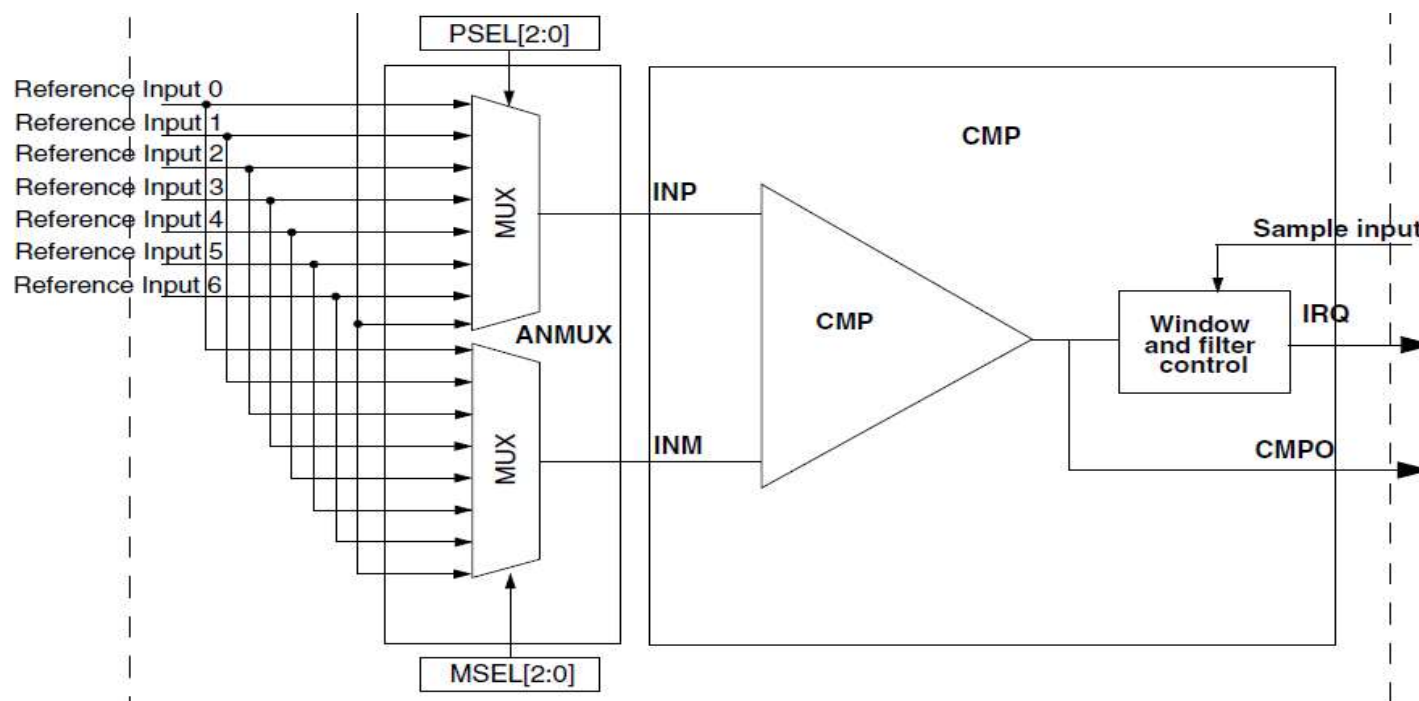 PSEL[2:0]
Reference Input 0
Reference Input 1
Reference Input 2
Reference Input 3
Reference Input 4
Reference Input 5
Reference Input 6
MUX
ANMUX
MUX
MSEL[2:0]
CMP
INP
INM
CMP
Sample input
Window
and filter
control
IRQ
CMPO